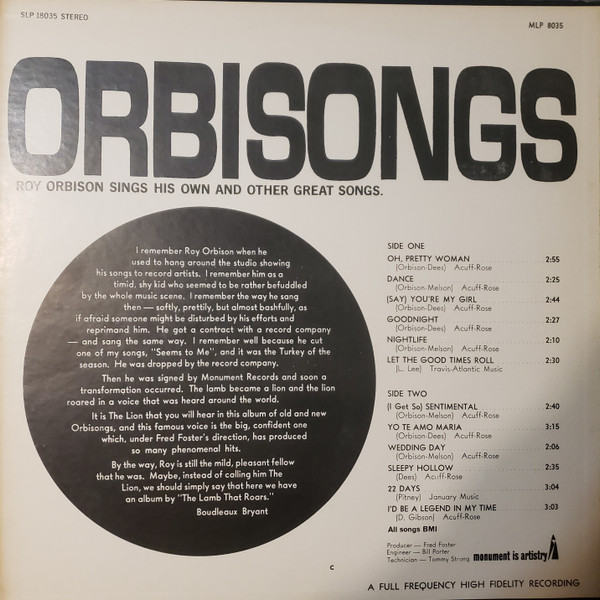 SLP 18035 STEREO
MLP 8035
ORBISONGS
ROY ORBISON SINGS HIS OWN AND OTHER GREAT SONGS.
I remember Roy Orbison when he
used to hang around the studio showing
his songs to record artists. I remember him as a
timid, shy kid who seemed to be rather befuddled
by the whole music scene. I remember the way he sang
then — softly, prettily, but almost bashfully, as
if afraid someone might be disturbed by his efforts and
reprimand him. He got a contract with a record company
— and sang the same way. I remember well because he cut
one of my songs, "Seems to Me", and it was the Turkey of the
season. He was dropped by the record company.
Then he was signed by Monument Records and soon a
transformation occurred. The lamb became a lion and the lion
roared in a voice that was heard around the world.
It is The Lion that you will hear in this album of old and new
Orbisongs, and this famous voice is the big, confident one
which, under Fred Foster's direction, has produced
so many phenomenal hits.
By the way, Roy is still the mild, pleasant fellow
that he was. Maybe, instead of calling him The
Lion, we should simply say that here we have
an album by "The Lamb That Roars."
Boudleaux Bryant
SIDE ONE
OH, PRETTY WOMAN 2:55
(Orbison-Dees) Acuff-Rose
DANCE 2:25
(Orbison-Melson) Acuff-Rose
(SAY) YOU'RE MY GIRL 2:44
(Orbison-Dees) Acuff-Rose
GOODNIGHT 2:27
(Orbison-Dees) Acuff-Rose
NIGHTLIFE 2:10
(Orbison-Melson) Acuff-Rose
LET THE GOOD TIMES ROLL 2:30
(L. Lee) Travis-Atlantic Music
SIDE TWO
(I Get So) SENTIMENTAL 2:40
(Orbison-Melson) Acuff-Rose
YO TE AMO MARIA 3:15
(Orbison-Dees) Acuff-Rose
WEDDING DAY 2:06
(Orbison-Melson) Acuff-Rose
SLEEPY HOLLOW 2:35
(Dees) Acuff-Rose
22 DAYS 3:04
(Pitney) January Music
I'D BE A LEGEND IN MY TIME 3:03
(D. Gibson) Acuff-Rose
All songs BMI
Producer — Fred Foster
Engineer — Bill Porter
Technician — Tommy Strong
monument is artistry
C
A FULL FREQUENCY HIGH FIDELITY RECORDING